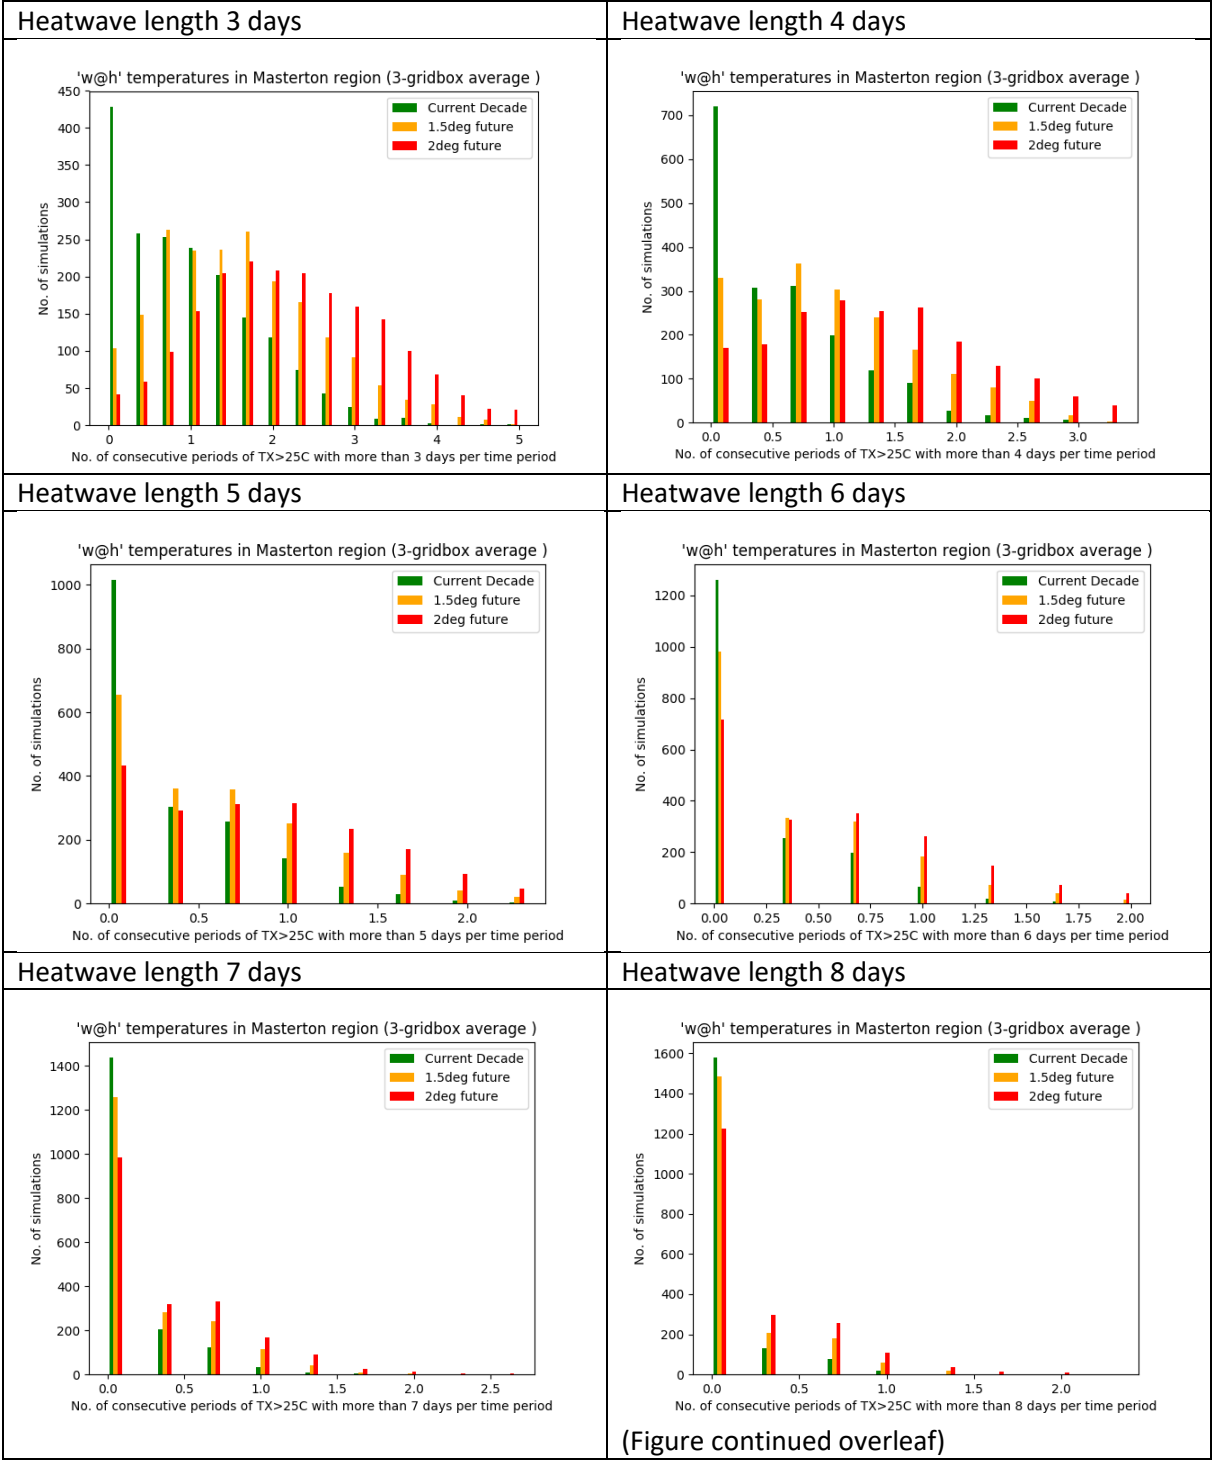 Heatwave length 3 days
Heatwave length 4 days
'w@h' temperatures in Masterton region (3-gridbox average )
450
400
350
300
250
200
150
100
50
0
No. of simulations
Current Decade
1.5deg future
2deg future
0 1 2 3 4 5
No. of consecutive periods of TX>25C with more than 3 days per time period
'w@h' temperatures in Masterton region (3-gridbox average )
700
600
500
400
300
200
100
0
No. of simulations
Current Decade
1.5deg future
2deg future
0.0 0.5 1.0 1.5 2.0 2.5 3.0
No. of consecutive periods of TX>25C with more than 4 days per time period
Heatwave length 5 days
Heatwave length 6 days
'w@h' temperatures in Masterton region (3-gridbox average )
1000
800
600
400
200
0
No. of simulations
Current Decade
1.5deg future
2deg future
0.0 0.5 1.0 1.5 2.0
No. of consecutive periods of TX>25C with more than 5 days per time period
'w@h' temperatures in Masterton region (3-gridbox average )
1200
1000
800
600
400
200
0
No. of simulations
Current Decade
1.5deg future
2deg future
0.00 0.25 0.50 0.75 1.00 1.25 1.50 1.75 2.00
No. of consecutive periods of TX>25C with more than 6 days per time period
Heatwave length 7 days
Heatwave length 8 days
'w@h' temperatures in Masterton region (3-gridbox average )
1400
1200
1000
800
600
400
200
0
No. of simulations
Current Decade
1.5deg future
2deg future
0.0 0.5 1.0 1.5 2.0 2.5
No. of consecutive periods of TX>25C with more than 7 days per time period
'w@h' temperatures in Masterton region (3-gridbox average )
1600
1400
1200
1000
800
600
400
200
0
No. of simulations
Current Decade
1.5deg future
2deg future
0.0 0.5 1.0 1.5 2.0
No. of consecutive periods of TX>25C with more than 8 days per time period
(Figure continued overleaf)